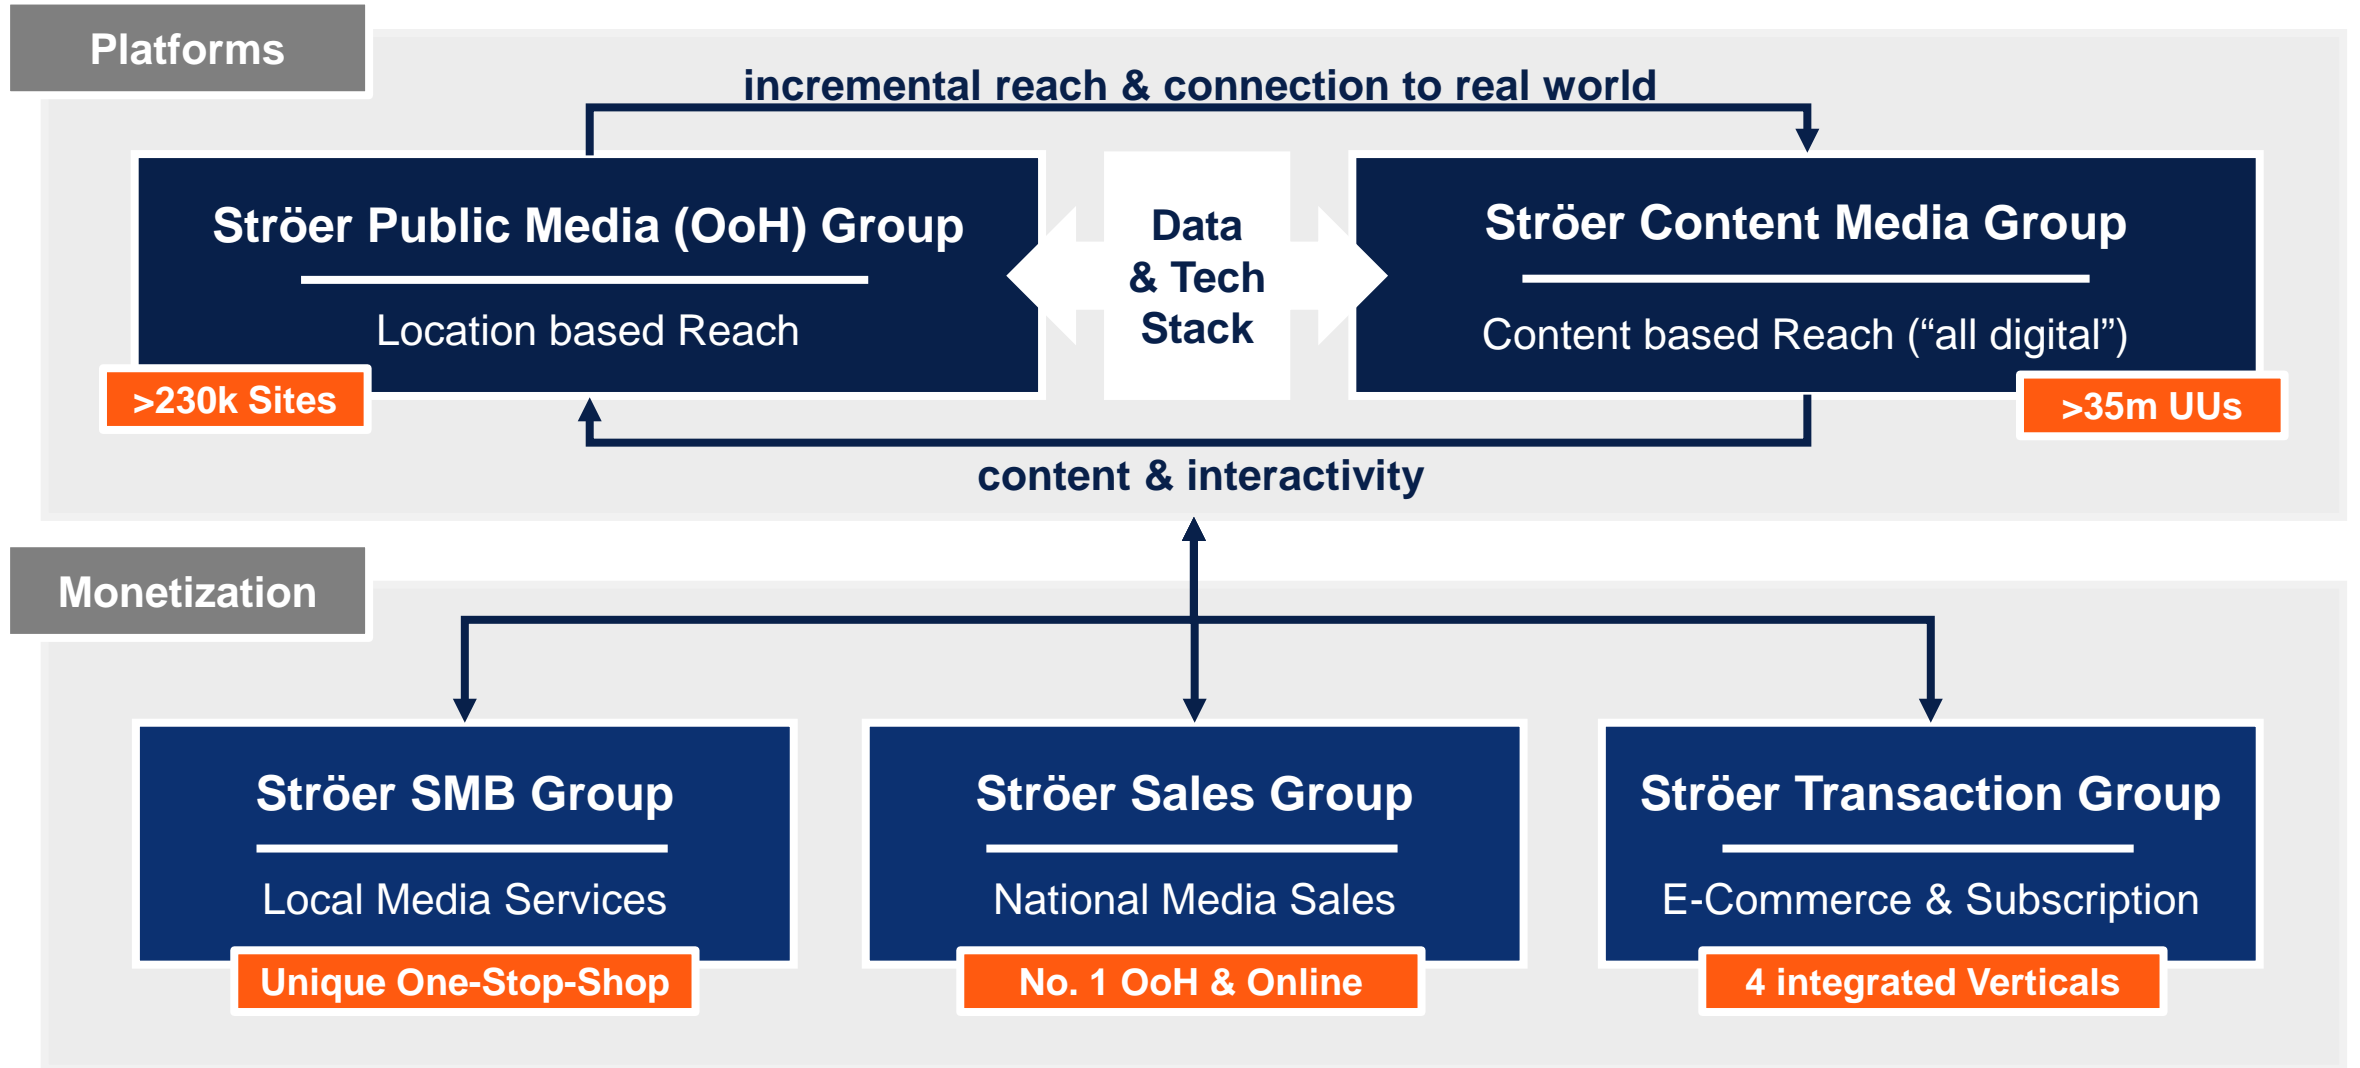 Platforms
incremental reach & connection to real world
Ströer Public Media (OoH) Group
Location based Reach
>230k Sites
Data
& Tech
Stack
Ströer Content Media Group
Content based Reach (“all digital”)
>35m UUs
content & interactivity
Monetization
Ströer SMB Group
Local Media Services
Unique One-Stop-Shop
Ströer Sales Group
National Media Sales
No. 1 OoH & Online
Ströer Transaction Group
E-Commerce & Subscription
4 integrated Verticals